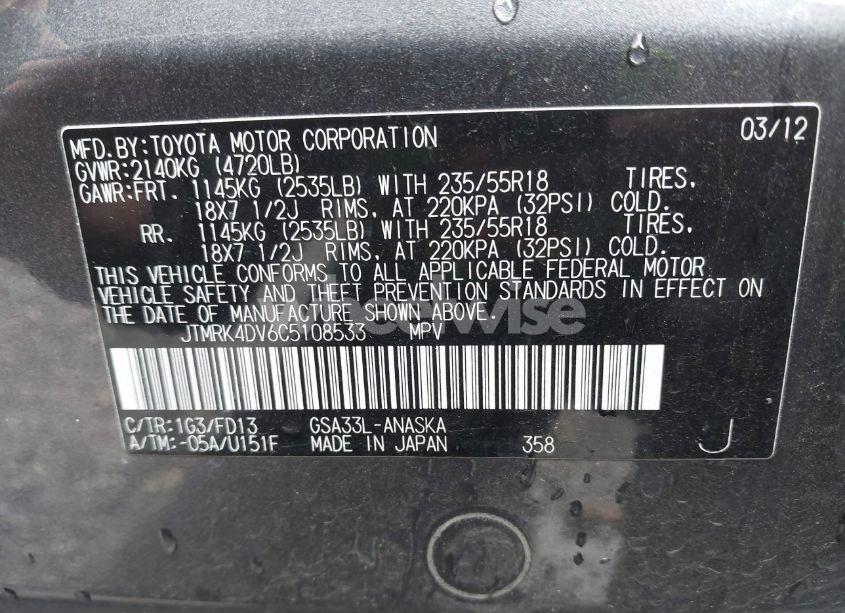 MFD.BY:TOYOTA MOTOR CORPORATION 03/12
GVWR:2140KG (4720LB)
GAWR:FRT. 1145KG (2535LB) WITH 235/55R18 TIRES,
18X7 1/2J RIMS, AT 220KPA (32PSI) COLD.
RR. 1145KG (2535LB) WITH 235/55R18 TIRES,
18X7 1/2J RIMS, AT 220KPA (32PSI) COLD.
THIS VEHICLE CONFORMS TO ALL APPLICABLE FEDERAL MOTOR
VEHICLE SAFETY AND THEFT PREVENTION STANDARDS IN EFFECT ON
THE DATE OF MANUFACTURE SHOWN ABOVE.
JTMRK4DV6C5108533 MPV
C/TR:1G3/FD13 GSA33L-ANASKA
A/TM:-05A/U151F MADE IN JAPAN 358 J